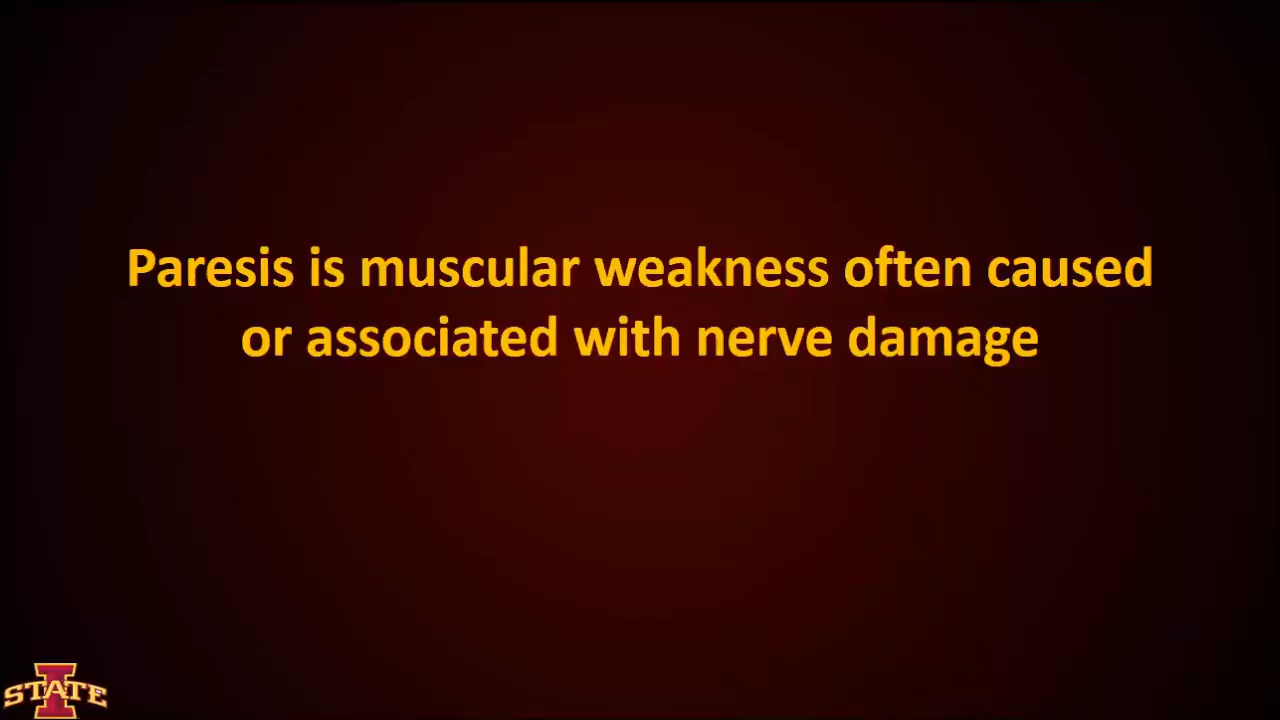 Paresis is muscular weakness often caused
or associated with nerve damage
I
STATE